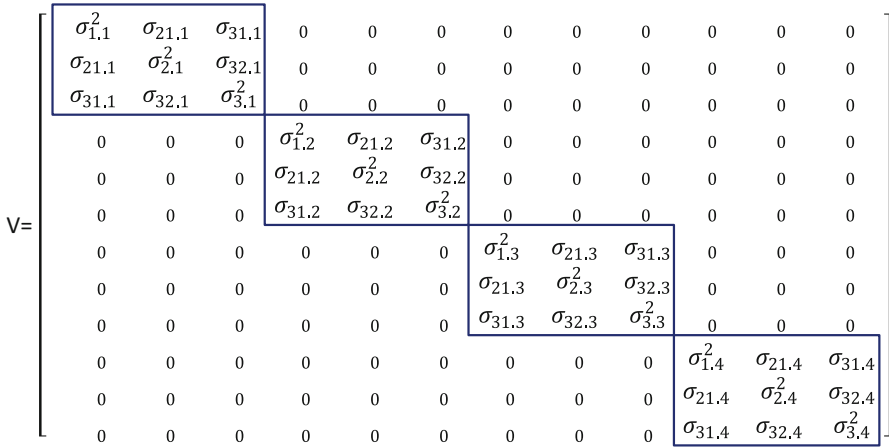 σ²₁.₁ σ₂₁.₁ σ₃₁.₁ 0 0 0 0 0 0 0 0 0
σ₂₁.₁ σ²₂.₁ σ₃₂.₁ 0 0 0 0 0 0 0 0 0
σ₃₁.₁ σ₃₂.₁ σ²₃.₁ 0 0 0 0 0 0 0 0 0
0 0 0 σ²₁.₂ σ₂₁.₂ σ₃₁.₂ 0 0 0 0 0 0
0 0 0 σ₂₁.₂ σ²₂.₂ σ₃₂.₂ 0 0 0 0 0 0
0 0 0 σ₃₁.₂ σ₃₂.₂ σ²₃.₂ 0 0 0 0 0 0
V=
0 0 0 0 0 0 σ²₁.₃ σ₂₁.₃ σ₃₁.₃ 0 0 0
0 0 0 0 0 0 σ₂₁.₃ σ²₂.₃ σ₃₂.₃ 0 0 0
0 0 0 0 0 0 σ₃₁.₃ σ₃₂.₃ σ²₃.₃ 0 0 0
0 0 0 0 0 0 0 0 0 σ²₁.₄ σ₂₁.₄ σ₃₁.₄
0 0 0 0 0 0 0 0 0 σ₂₁.₄ σ²₂.₄ σ₃₂.₄
0 0 0 0 0 0 0 0 0 σ₃₁.₄ σ₃₂.₄ σ²₃.₄